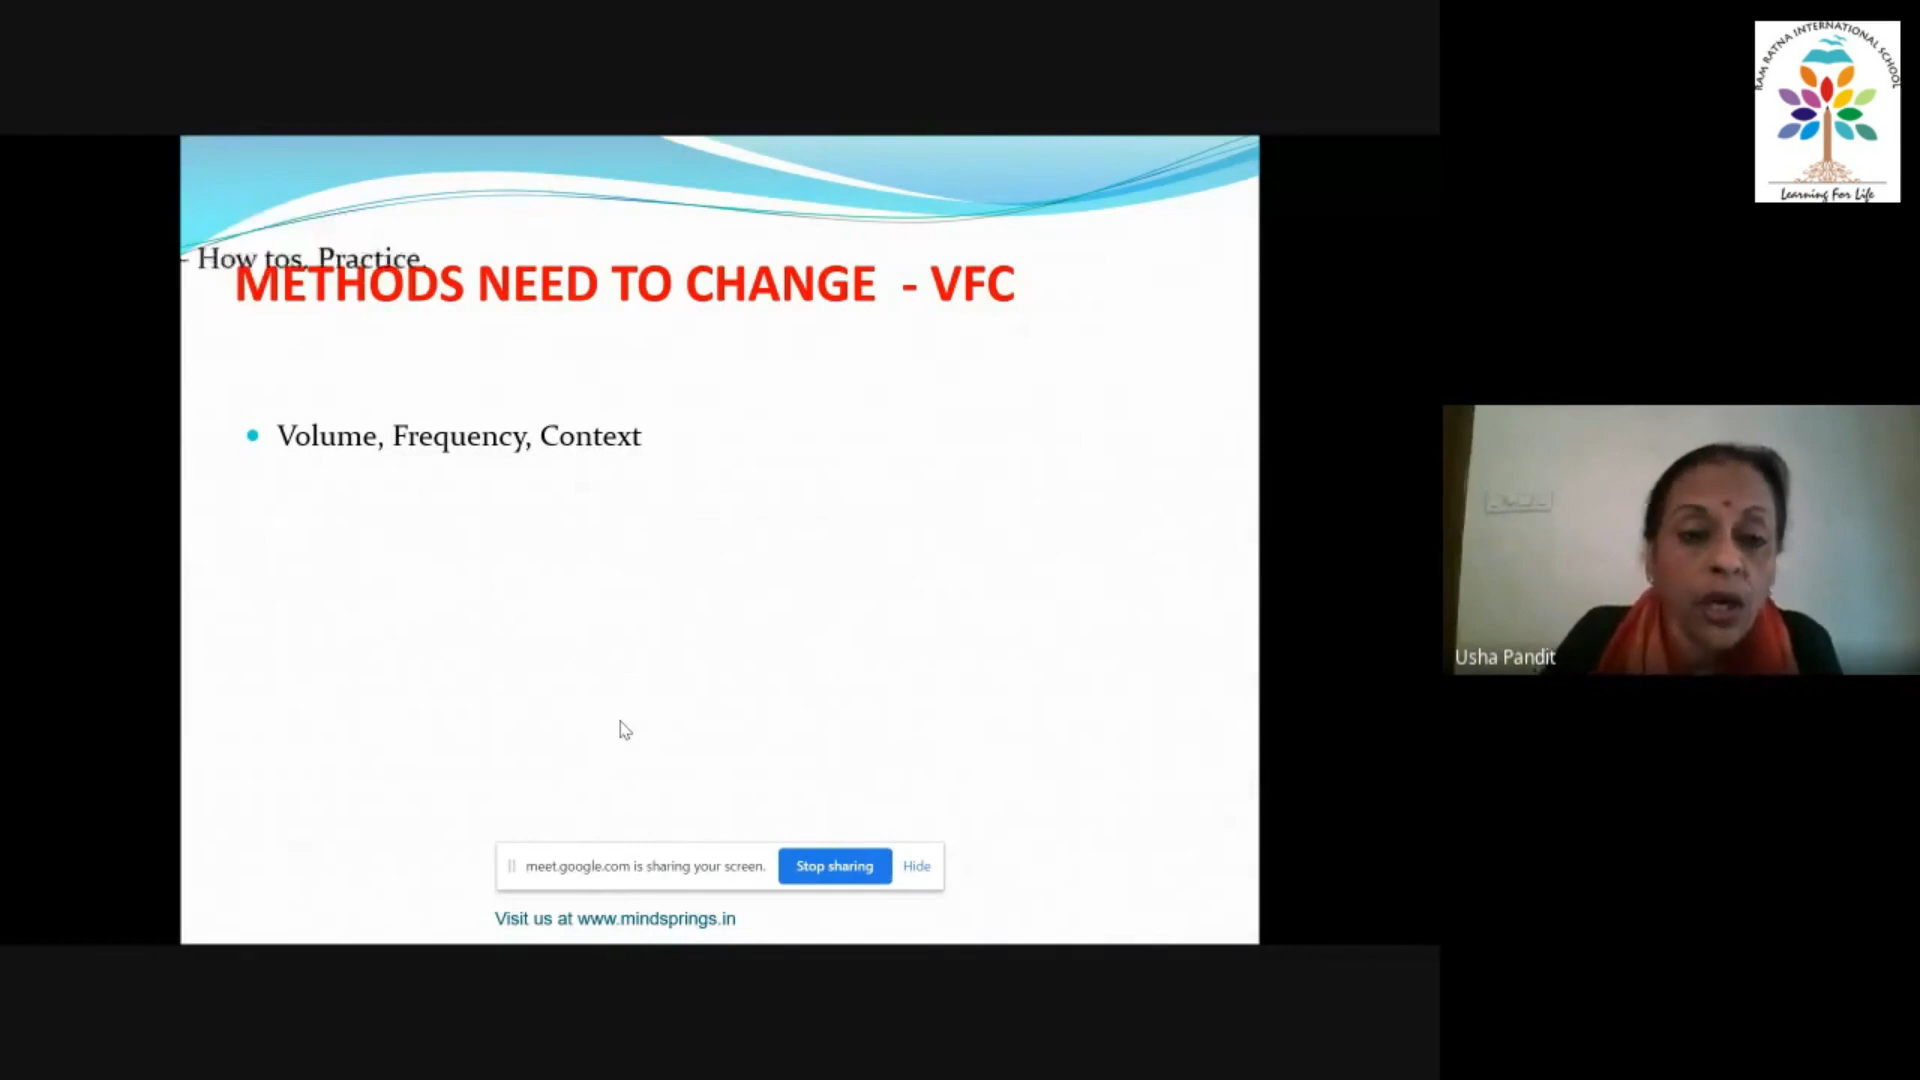 RAM RATNA INTERNATIONAL SCHOOL
Learning For Life
- How tos. Practice.
METHODS NEED TO CHANGE - VFC
Volume, Frequency, Context
Usha Pandit
meet.google.com is sharing your screen. Stop sharing Hide
Visit us at www.mindsprings.in